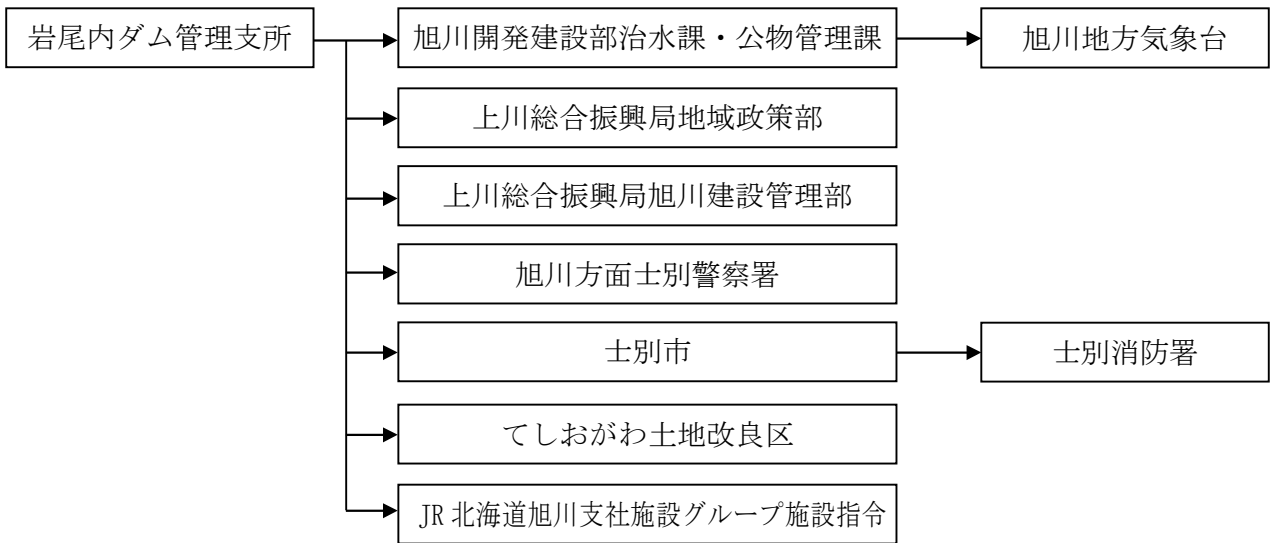 岩尾内ダム管理支所
旭川開発建設部治水課・公物管理課
旭川地方気象台
上川総合振興局地域政策部
上川総合振興局旭川建設管理部
旭川方面士別警察署
士別市
士別消防署
てしおがわ土地改良区
JR北海道旭川支社施設グループ施設指令